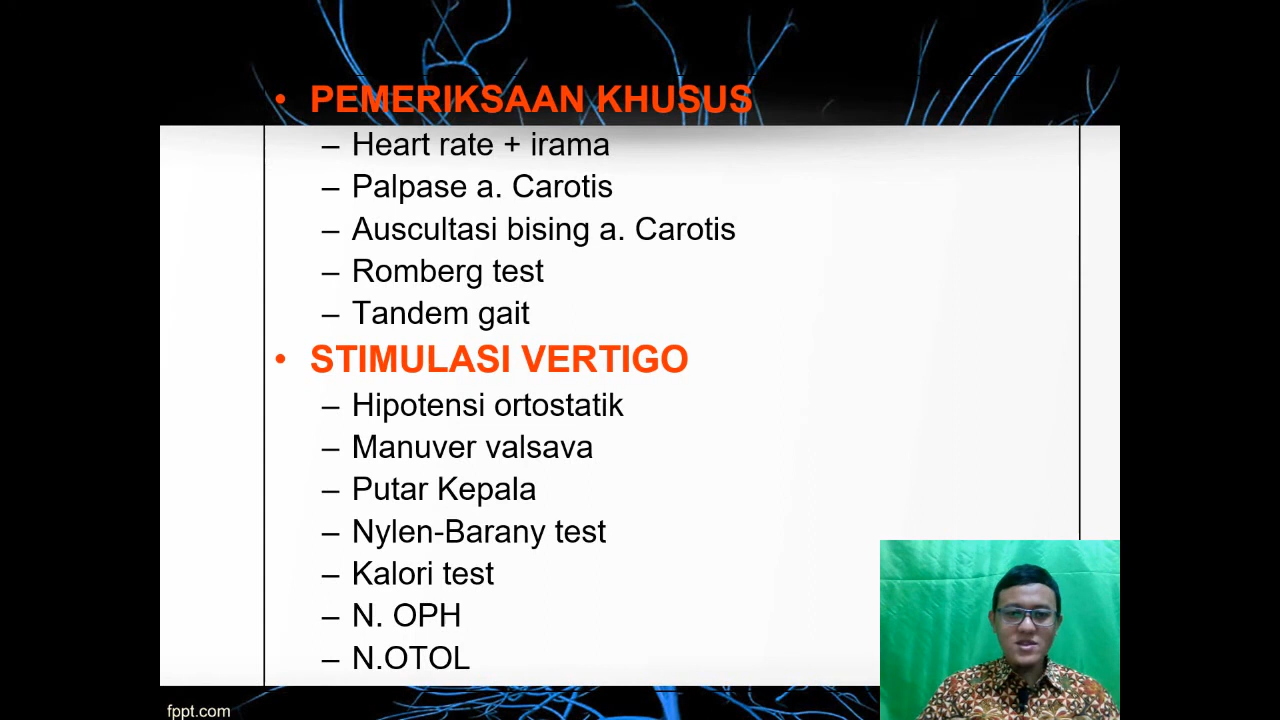 • PEMERIKSAAN KHUSUS
– Heart rate + irama
– Palpase a. Carotis
– Auscultasi bising a. Carotis
– Romberg test
– Tandem gait
• STIMULASI VERTIGO
– Hipotensi ortostatik
– Manuver valsava
– Putar Kepala
– Nylen-Barany test
– Kalori test
– N. OPH
– N.OTOL
fppt.com